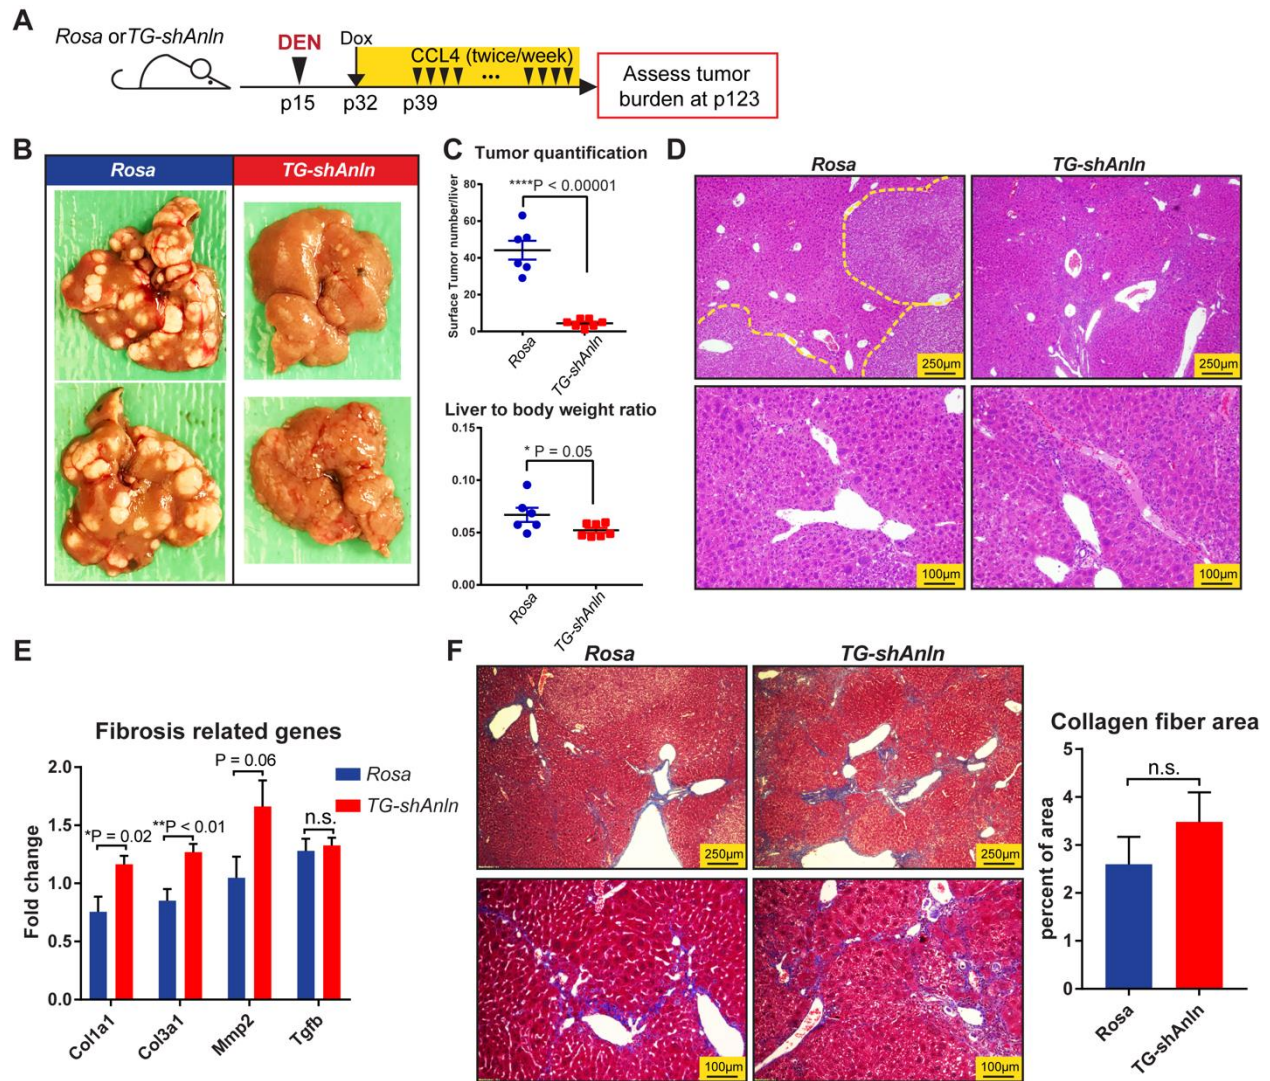 A
Rosa or TG-shAnln
DEN
Dox
CCL4 (twice/week)
...
p15
p32
p39
Assess tumor
burden at p123
B
Rosa
TG-shAnln
C
Tumor quantification
****P < 0.00001
Surface Tumor number/liver
80
60
40
20
0
Rosa
TG-shAnln
Liver to body weight ratio
* P = 0.05
0.15
0.10
0.05
0.00
Rosa
TG-shAnln
D
Rosa
TG-shAnln
250μm
250μm
100μm
100μm
E
Fibrosis related genes
Rosa
TG-shAnln
Fold change
2.0
1.5
1.0
0.5
0.0
*P = 0.02
**P < 0.01
P = 0.06
n.s.
Col1a1
Col3a1
Mmp2
Tgfb
F
Rosa
TG-shAnln
250μm
250μm
100μm
100μm
Collagen fiber area
n.s.
percent of area
5
4
3
2
1
0
Rosa
TG-shAnln